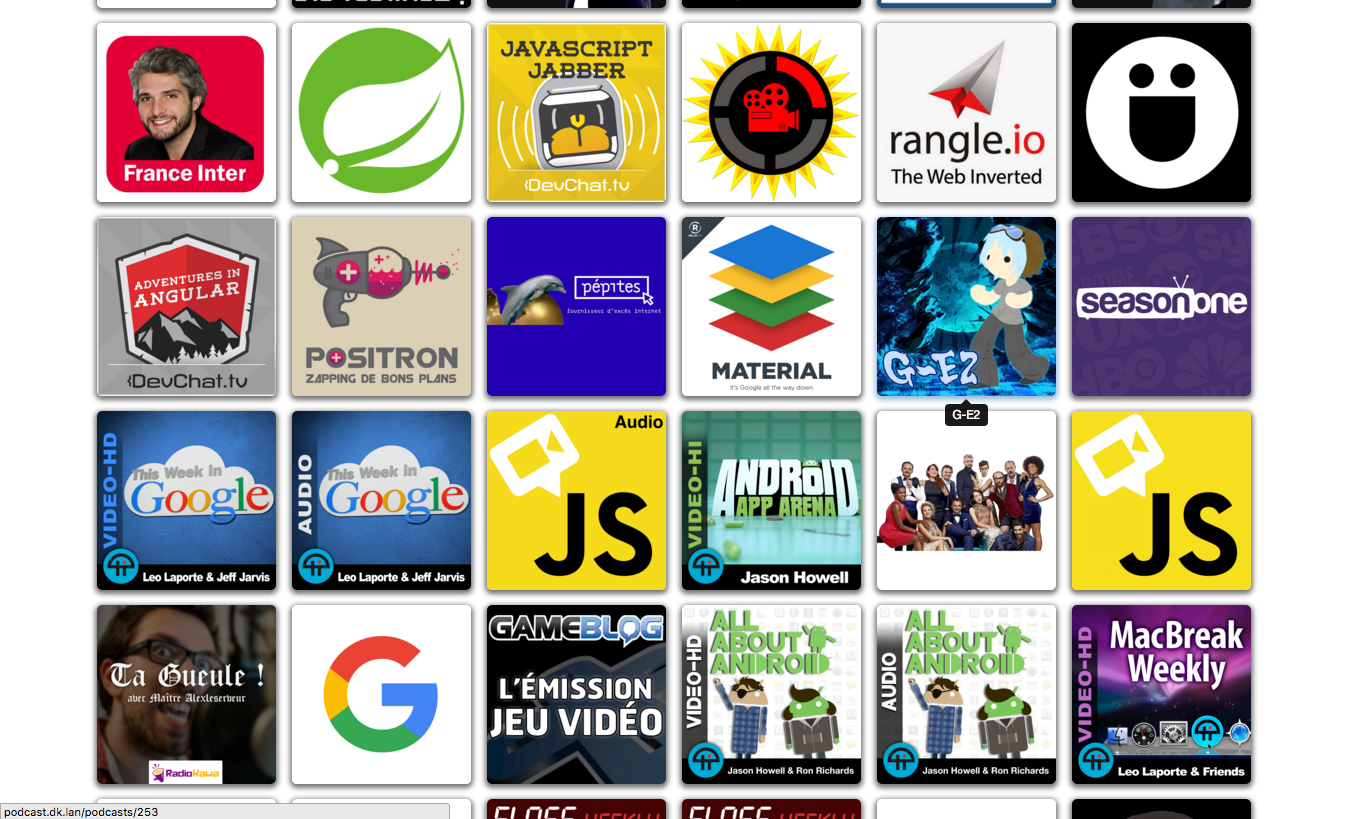 France Inter
JAVASCRIPT
JABBER
DevChat.tv
rangle.io
The Web Inverted
ADVENTURES IN
ANGULAR
DevChat.tv
POSITRON
ZAPPING DE BONS PLANS
pépites
fournisseur d'excès internet
R
MATERIAL
It's Google all the way down
G-E2
seasonone
G-E2
VIDEO-HD
This Week in
Google
Leo Laporte & Jeff Jarvis
AUDIO
This Week in
Google
Leo Laporte & Jeff Jarvis
Audio
JS
VIDEO-HI
ANDROID
APP ARENA
Jason Howell
JS
Ta Gueule !
avec Maître Alexleserveur
RadioKawa
G
GAMEBLOG
L'ÉMISSION
JEU VIDÉO
VIDEO-HD
ALL
ABOUT
ANDROID
Jason Howell & Ron Richards
AUDIO
ALL
ABOUT
ANDROID
Jason Howell & Ron Richards
VIDEO-HD
MacBreak
Weekly
Leo Laporte & Friends
podcast.dk.lan/podcasts/253
FLOSS WEEKLY
FLOSS WEEKLY